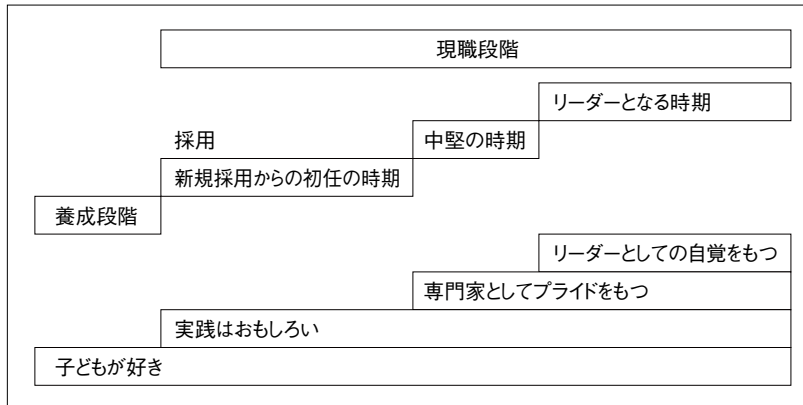 現職段階
リーダーとなる時期
採用
中堅の時期
新規採用からの初任の時期
養成段階
リーダーとしての自覚をもつ
専門家としてプライドをもつ
実践はおもしろい
子どもが好き